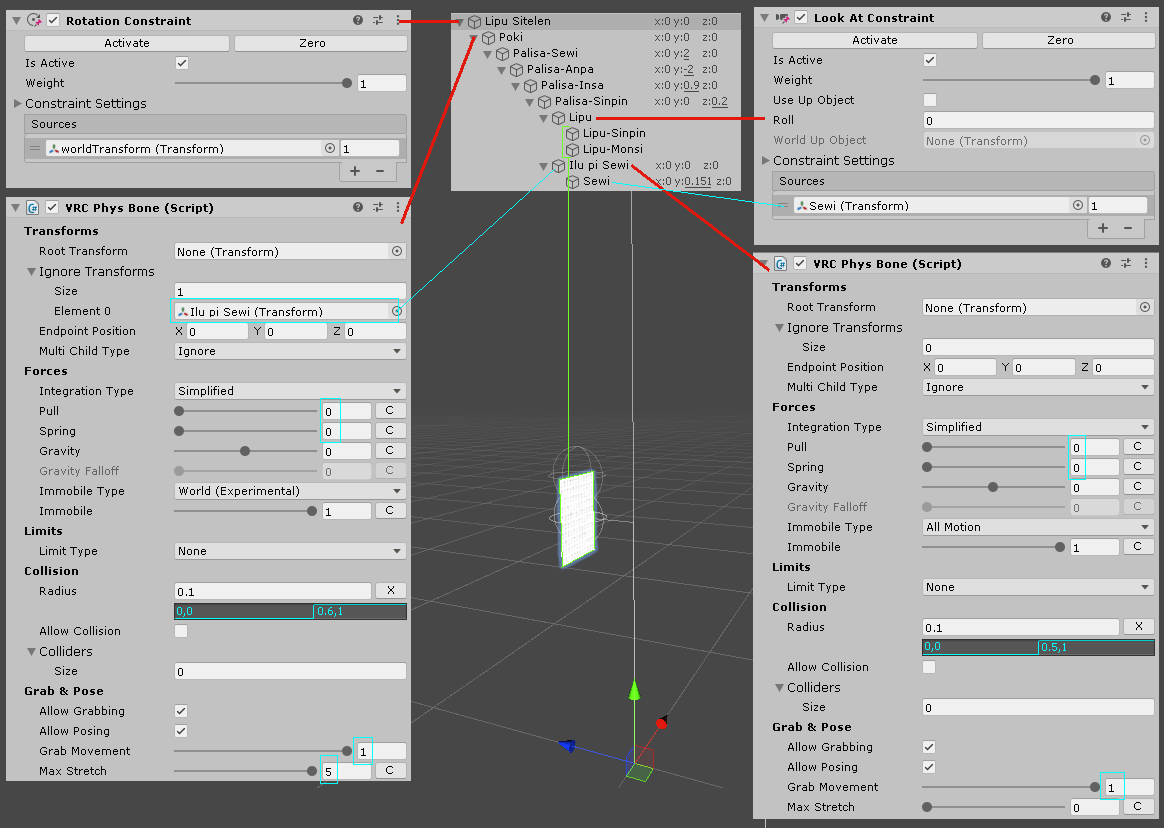 Rotation Constraint
Activate
Zero
Is Active
Weight
1
Constraint Settings
Sources
worldTransform (Transform)
1
+ −
VRC Phys Bone (Script)
Transforms
Root Transform
None (Transform)
Ignore Transforms
Size
1
Element 0
Ilu pi Sewi (Transform)
Endpoint Position
X 0 Y 0 Z 0
Multi Child Type
Ignore
Forces
Integration Type
Simplified
Pull
0
C
Spring
0
C
Gravity
0
C
Gravity Falloff
0
C
Immobile Type
World (Experimental)
Immobile
1
C
Limits
Limit Type
None
Collision
Radius
0.1
X
0,0
0.6,1
Allow Collision
Colliders
Size
0
Grab & Pose
Allow Grabbing
Allow Posing
Grab Movement
1
Max Stretch
5
C
Lipu Sitelen x:0 y:0 z:0
Poki x:0 y:0 z:0
Palisa-Sewi x:0 y:2 z:0
Palisa-Anpa x:0 y:-2 z:0
Palisa-Insa x:0 y:0.9 z:0
Palisa-Sinpin x:0 y:0 z:0.2
Lipu
Lipu-Sinpin
Lipu-Monsi
Ilu pi Sewi x:0 y:0 z:0
Sewi x:0 y:0.151 z:0
Look At Constraint
Activate
Zero
Is Active
Weight
1
Use Up Object
Roll
0
World Up Object
None (Transform)
Constraint Settings
Sources
Sewi (Transform)
1
+ −
VRC Phys Bone (Script)
Transforms
Root Transform
None (Transform)
Ignore Transforms
Size
0
Endpoint Position
X 0 Y 0 Z 0
Multi Child Type
Ignore
Forces
Integration Type
Simplified
Pull
0
C
Spring
0
C
Gravity
0
C
Gravity Falloff
0
C
Immobile Type
All Motion
Immobile
1
C
Limits
Limit Type
None
Collision
Radius
0.1
X
0,0
0.5,1
Allow Collision
Colliders
Size
0
Grab & Pose
Allow Grabbing
Allow Posing
Grab Movement
1
Max Stretch
0
C